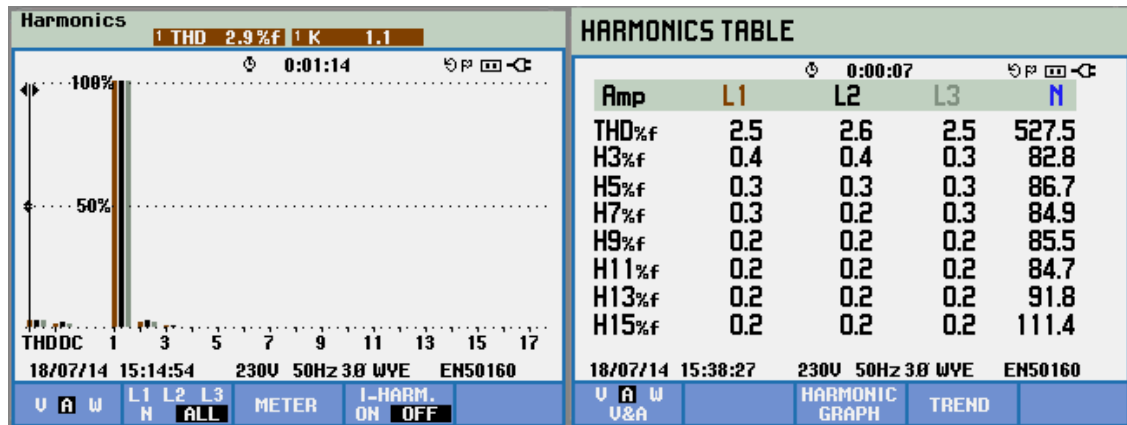 Harmonics
1 THD 2.9%f 1 K 1.1
0:01:14
100%
50%
THDDC 1 3 5 7 9 11 13 15 17
18/07/14 15:14:54 230V 50Hz 3Ø WYE EN50160
V A W L1 L2 L3 N ALL METER I-HARM. ON OFF
HARMONICS TABLE
0:00:07
Amp L1 L2 L3 N
THD%f 2.5 2.6 2.5 527.5
H3%f 0.4 0.4 0.3 82.8
H5%f 0.3 0.3 0.3 86.7
H7%f 0.3 0.2 0.3 84.9
H9%f 0.2 0.2 0.2 85.5
H11%f 0.2 0.2 0.2 84.7
H13%f 0.2 0.2 0.2 91.8
H15%f 0.2 0.2 0.2 111.4
18/07/14 15:38:27 230V 50Hz 3Ø WYE EN50160
V A W HARMONIC TREND
V&A GRAPH